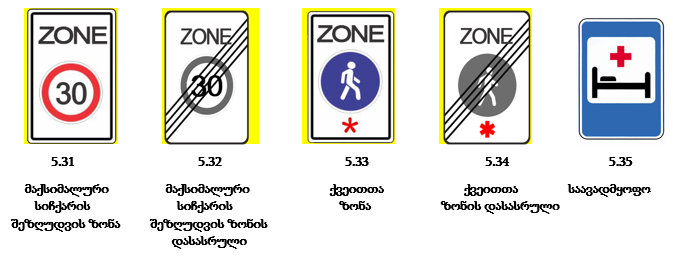 ZONE
30
ZONE
30
ZONE
*
ZONE
*
5.31
5.32
5.33
5.34
5.35
მაქსიმალური
სიჩქარის
შეზღუდვის ზონა
მაქსიმალური
სიჩქარის
შეზღუდვის ზონის
დასასრული
ქვეითთა
ზონა
ქვეითთა
ზონის დასასრული
საავადმყოფო